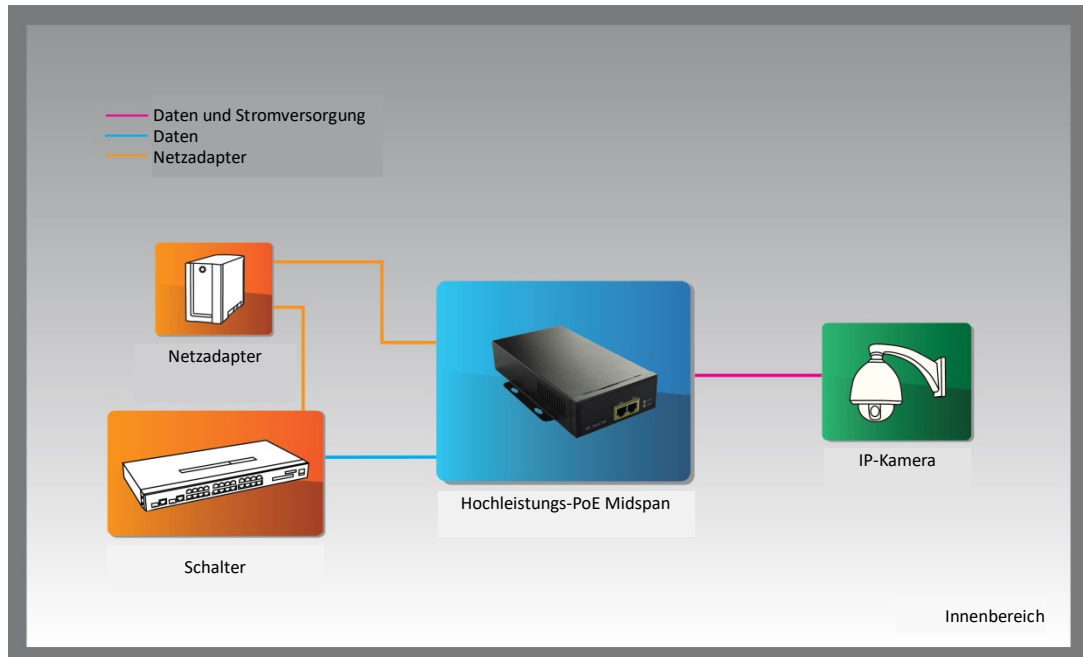 Daten und Stromversorgung
Daten
Netzadapter
Netzadapter
Hochleistungs-PoE Midspan
IP-Kamera
Schalter
Innenbereich